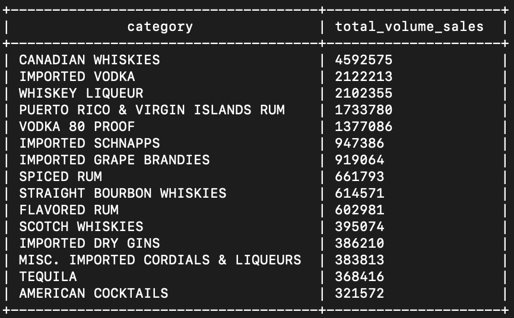 +--------------------------------------+--------------------+
|               category               | total_volume_sales |
+--------------------------------------+--------------------+
| CANADIAN WHISKIES                    | 4592575            |
| IMPORTED VODKA                       | 2122213            |
| WHISKEY LIQUEUR                      | 2102355            |
| PUERTO RICO & VIRGIN ISLANDS RUM     | 1733780            |
| VODKA 80 PROOF                       | 1377086            |
| IMPORTED SCHNAPPS                    | 947386             |
| IMPORTED GRAPE BRANDIES              | 919064             |
| SPICED RUM                           | 661793             |
| STRAIGHT BOURBON WHISKIES            | 614571             |
| FLAVORED RUM                         | 602981             |
| SCOTCH WHISKIES                      | 395074             |
| IMPORTED DRY GINS                    | 386210             |
| MISC. IMPORTED CORDIALS & LIQUEURS   | 383813             |
| TEQUILA                              | 368416             |
| AMERICAN COCKTAILS                   | 321572             |
+--------------------------------------+--------------------+